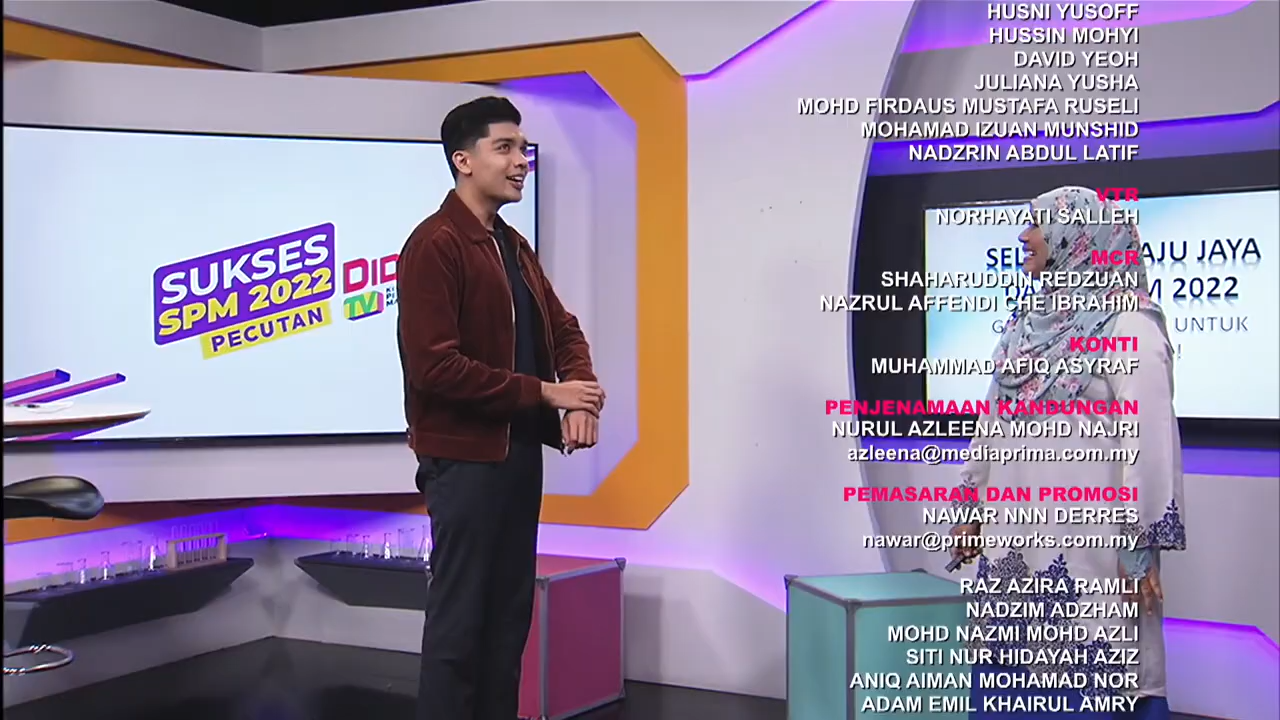 HUSNI YUSOFF
HUSSIN MOHYI
DAVID YEOH
JULIANA YUSHA
MOHD FIRDAUS MUSTAFA RUSELI
MOHAMAD IZUAN MUNSHID
NADZRIN ABDUL LATIF
VTR
NORHAYATI SALLEH
MCR
SHAHARUDDIN REDZUAN
NAZRUL AFFENDI CHE IBRAHIM
KONTI
MUHAMMAD AFIQ ASYRAF
PENJENAMAAN KANDUNGAN
NURUL AZLEENA MOHD NAJRI
azleena@mediaprima.com.my
PEMASARAN DAN PROMOSI
NAWAR NNN DERRES
nawar@primeworks.com.my
RAZ AZIRA RAMLI
NADZIM ADZHAM
MOHD NAZMI MOHD AZLI
SITI NUR HIDAYAH AZIZ
ANIQ AIMAN MOHAMAD NOR
ADAM EMIL KHAIRUL AMRY
SUKSES
SPM 2022
PECUTAN
TV
JAYA
2022
UNTUK